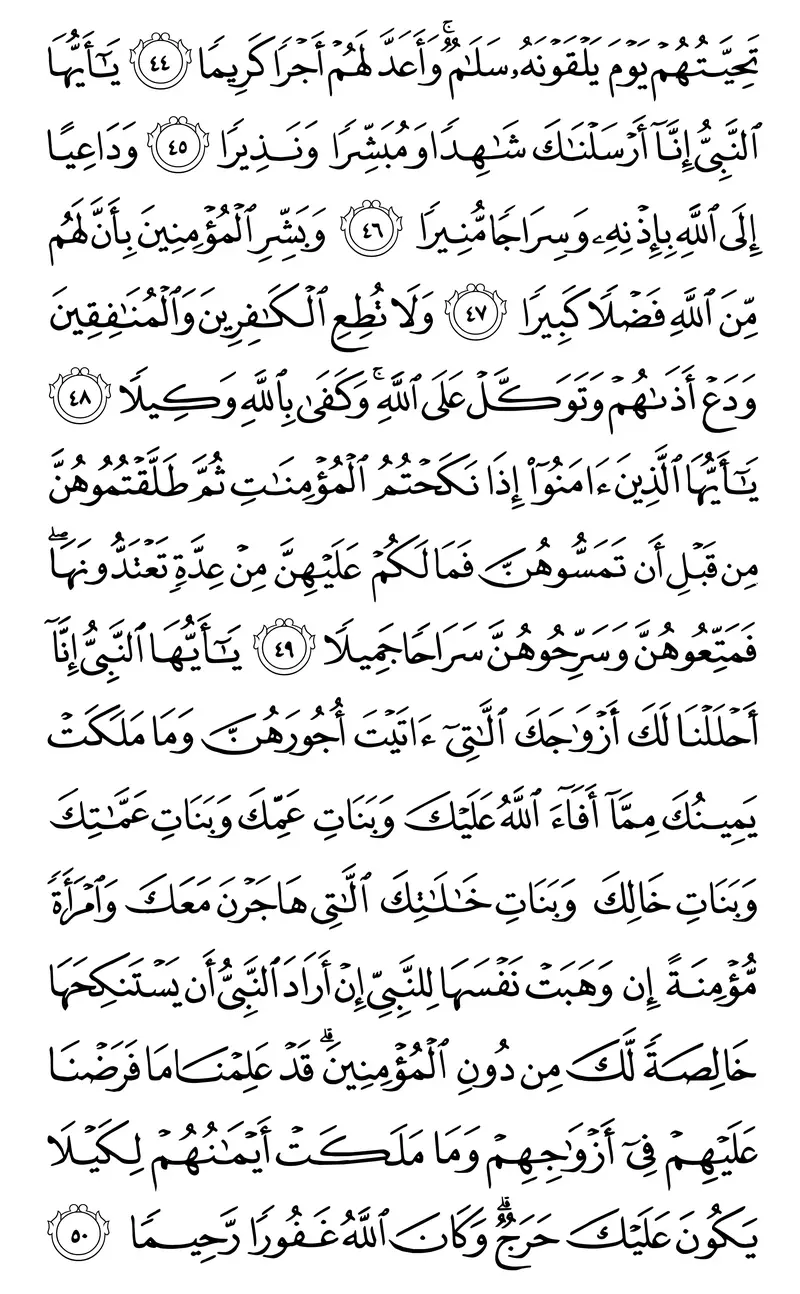 تَحِيَّتُهُمْ يَوْمَ يَلْقَوْنَهُۥ سَلَٰمٌ ۚ وَأَعَدَّ لَهُمْ أَجْرًا كَرِيمًا ٤٤ يَٰٓأَيُّهَا
ٱلنَّبِىُّ إِنَّآ أَرْسَلْنَٰكَ شَٰهِدًا وَمُبَشِّرًا وَنَذِيرًا ٤٥ وَدَاعِيًا
إِلَى ٱللَّهِ بِإِذْنِهِۦ وَسِرَاجًا مُّنِيرًا ٤٦ وَبَشِّرِ ٱلْمُؤْمِنِينَ بِأَنَّ لَهُم
مِّنَ ٱللَّهِ فَضْلًا كَبِيرًا ٤٧ وَلَا تُطِعِ ٱلْكَٰفِرِينَ وَٱلْمُنَٰفِقِينَ
وَدَعْ أَذَىٰهُمْ وَتَوَكَّلْ عَلَى ٱللَّهِ ۚ وَكَفَىٰ بِٱللَّهِ وَكِيلًا ٤٨
يَٰٓأَيُّهَا ٱلَّذِينَ ءَامَنُوٓا۟ إِذَا نَكَحْتُمُ ٱلْمُؤْمِنَٰتِ ثُمَّ طَلَّقْتُمُوهُنَّ
مِن قَبْلِ أَن تَمَسُّوهُنَّ فَمَا لَكُمْ عَلَيْهِنَّ مِنْ عِدَّةٍ تَعْتَدُّونَهَا ۖ
فَمَتِّعُوهُنَّ وَسَرِّحُوهُنَّ سَرَاحًا جَمِيلًا ٤٩ يَٰٓأَيُّهَا ٱلنَّبِىُّ إِنَّآ
أَحْلَلْنَا لَكَ أَزْوَٰجَكَ ٱلَّٰتِىٓ ءَاتَيْتَ أُجُورَهُنَّ وَمَا مَلَكَتْ
يَمِينُكَ مِمَّآ أَفَآءَ ٱللَّهُ عَلَيْكَ وَبَنَاتِ عَمِّكَ وَبَنَاتِ عَمَّٰتِكَ
وَبَنَاتِ خَالِكَ وَبَنَاتِ خَٰلَٰتِكَ ٱلَّٰتِى هَاجَرْنَ مَعَكَ وَٱمْرَأَةً
مُّؤْمِنَةً إِن وَهَبَتْ نَفْسَهَا لِلنَّبِىِّ إِنْ أَرَادَ ٱلنَّبِىُّ أَن يَسْتَنكِحَهَا
خَالِصَةً لَّكَ مِن دُونِ ٱلْمُؤْمِنِينَ ۗ قَدْ عَلِمْنَا مَا فَرَضْنَا
عَلَيْهِمْ فِىٓ أَزْوَٰجِهِمْ وَمَا مَلَكَتْ أَيْمَٰنُهُمْ لِكَيْلَا
يَكُونَ عَلَيْكَ حَرَجٌ ۗ وَكَانَ ٱللَّهُ غَفُورًا رَّحِيمًا ٥٠